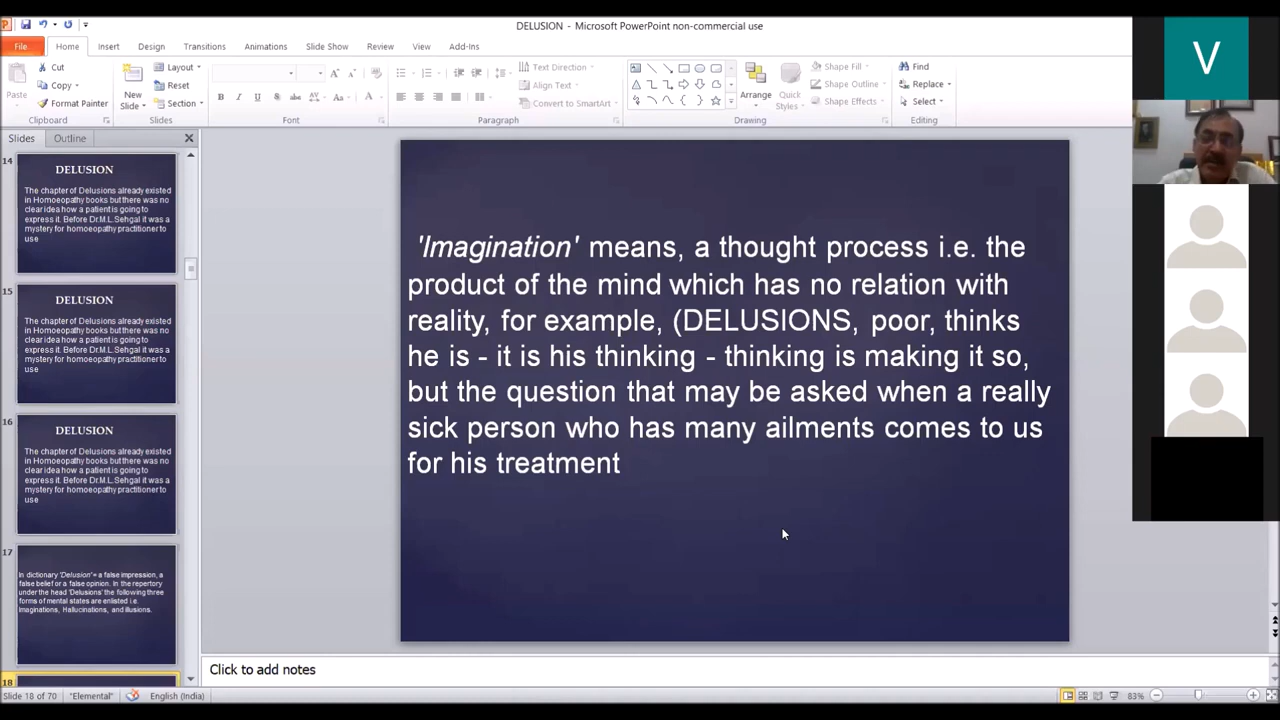 DELUSION - Microsoft PowerPoint non-commercial use
File Home Insert Design Transitions Animations Slide Show Review View Add-Ins
Cut
Copy
Format Painter
Paste
Clipboard
New
Slide
Layout
Reset
Section
Slides
Font
Text Direction
Align Text
Convert to SmartArt
Paragraph
Arrange
Quick
Styles
Shape Fill
Shape Outline
Shape Effects
Drawing
Find
Replace
Select
Editing
V
Slides Outline
14
DELUSION
The chapter of Delusions already existed
in Homoeopathy books but there was no
clear idea how a patient is going to
express it. Before Dr.M.L.Sehgal it was a
mystery for homoeopathy practitioner to
use
15
DELUSION
The chapter of Delusions already existed
in Homoeopathy books but there was no
clear idea how a patient is going to
express it. Before Dr.M.L.Sehgal it was a
mystery for homoeopathy practitioner to
use
16
DELUSION
The chapter of Delusions already existed
in Homoeopathy books but there was no
clear idea how a patient is going to
express it. Before Dr.M.L.Sehgal it was a
mystery for homoeopathy practitioner to
use
17
In dictionary 'Delusion'= a false impression, a
false belief or a false opinion. In the repertory
under the head 'Delusions' the following three
forms of mental states are enlisted i.e.
Imaginations, Hallucinations, and illusions.
18
'Imagination' means, a thought process i.e. the
product of the mind which has no relation with
reality, for example, (DELUSIONS, poor, thinks
he is - it is his thinking - thinking is making it so,
but the question that may be asked when a really
sick person who has many ailments comes to us
for his treatment
Click to add notes
Slide 18 of 70 "Elemental" English (India) 83%